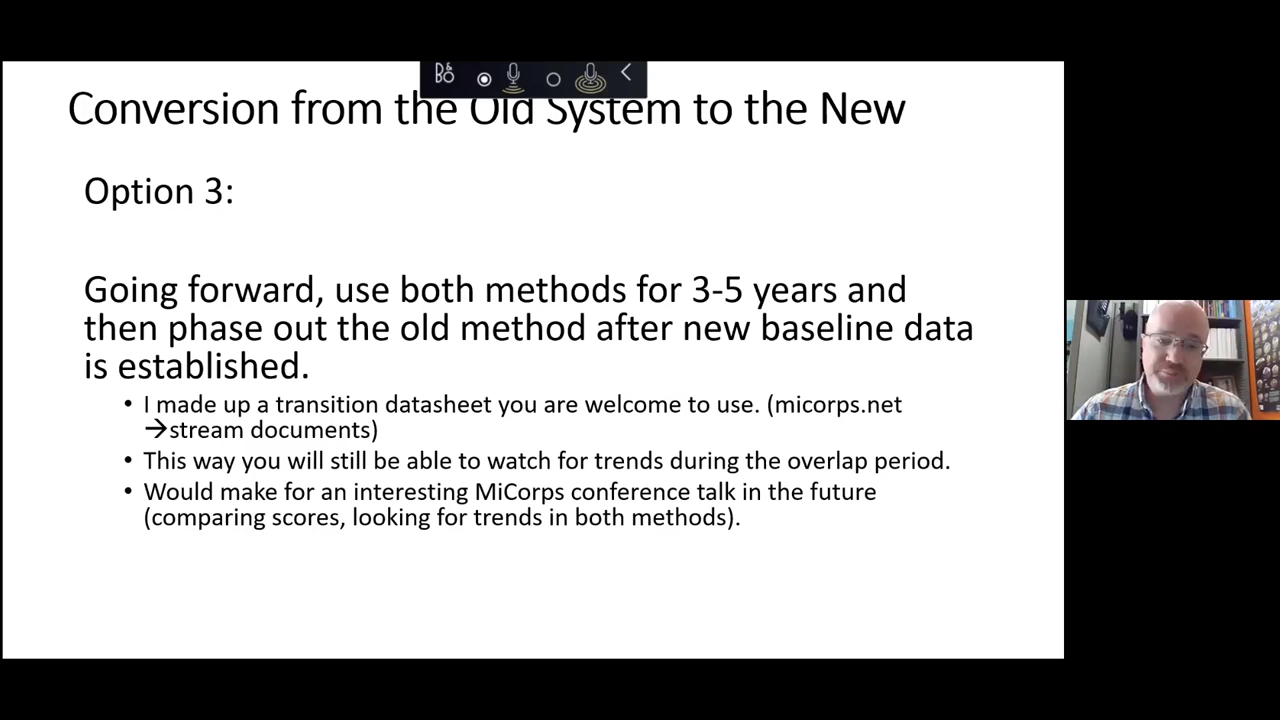 B&O
Conversion from the Old System to the New
Option 3:
Going forward, use both methods for 3-5 years and
then phase out the old method after new baseline data
is established.
• I made up a transition datasheet you are welcome to use. (micorps.net
→stream documents)
• This way you will still be able to watch for trends during the overlap period.
• Would make for an interesting MiCorps conference talk in the future
(comparing scores, looking for trends in both methods).